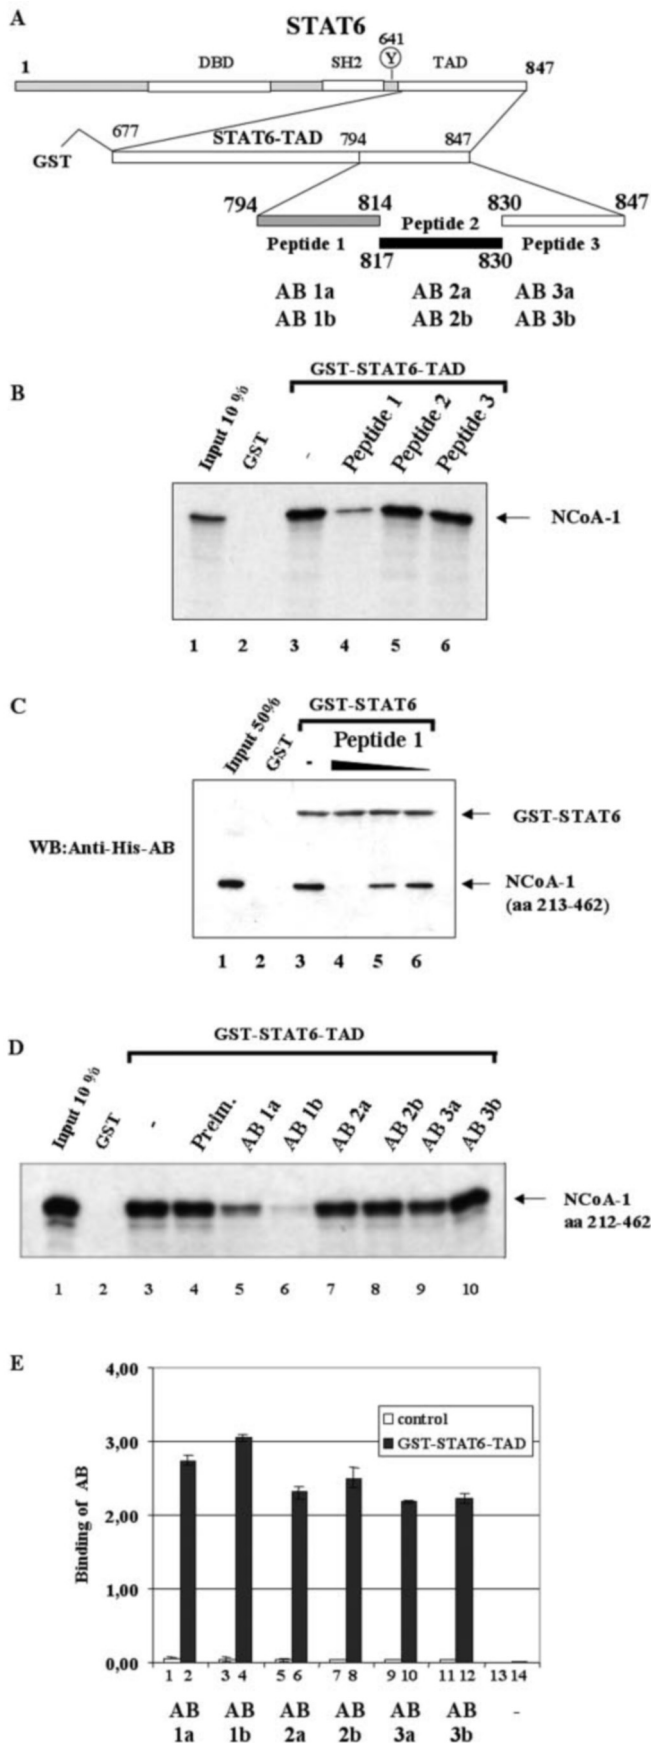 A
STAT6
641
Y
1 DBD SH2 TAD 847
677 STAT6-TAD 794 847
GST
794 814 830 847
Peptide 1 Peptide 2 Peptide 3
817 830
AB 1a AB 2a AB 3a
AB 1b AB 2b AB 3b
B
GST-STAT6-TAD
Input 10 % GST - Peptide 1 Peptide 2 Peptide 3
NCoA-1
1 2 3 4 5 6
C
GST-STAT6
Input 50% GST - Peptide 1
GST-STAT6
WB:Anti-His-AB
NCoA-1
(aa 213-462)
1 2 3 4 5 6
D
GST-STAT6-TAD
Input 10 % GST - Preim. AB 1a AB 1b AB 2a AB 2b AB 3a AB 3b
NCoA-1
aa 212-462
1 2 3 4 5 6 7 8 9 10
E
4,00
control
GST-STAT6-TAD
3,00
Binding of AB
2,00
1,00
0,00
1 2 3 4 5 6 7 8 9 10 11 12 13 14
AB AB AB AB AB AB -
1a 1b 2a 2b 3a 3b